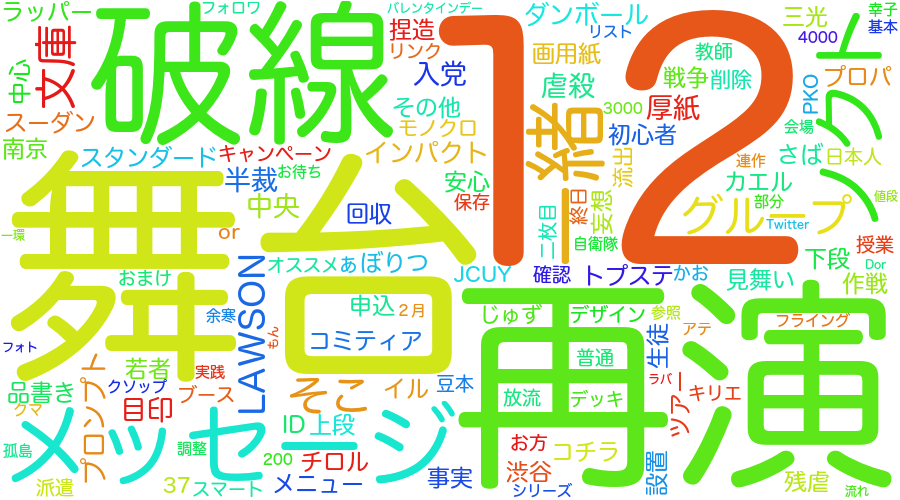 ラッパー
フォロワ
バレンタインデー
ダンボール
三光
幸子
基本
4000
破線
12
文庫
捏造
リンク
リスト
画用紙
教師
入党
虐殺
戦争
削除
PKO
プロパ
中心
スーダン
その他
3000
厚紙
モノクロ
初心者
会場
ソフト
南京
スタンダード
キャンペーン
インパクト
緒
流出
連作
さば
日本人
お待ち
半裁
安心
カエル
値段
舞台
中央
回収
保存
一
二枚目
終日
妄想
グループ
部分
Twitter
一環
or
自衛隊
授業
下段
Dor
オススメ
ぁ
ぼりつ
JCUY
確認
トプステ
かお
見舞い
作戦
おまけ
LAWSON
申込
2月
再演
じゅず
デザイン
参照
フライング
余寒
コミティア
もん
フォト
生徒
アテ
若者
実践
普通
品書き
クソップ
ブース
そこ
イル
豆本
放流
デッキ
ラバ
ツアー
キリエ
クマ
プロンプト
目印
メッセージ
ID
上段
お方
コチラ
孤島
調整
200
チロル
渋谷
設置
残虐
派遣
37
スマート
メニュー
事実
シリーズ
流れ